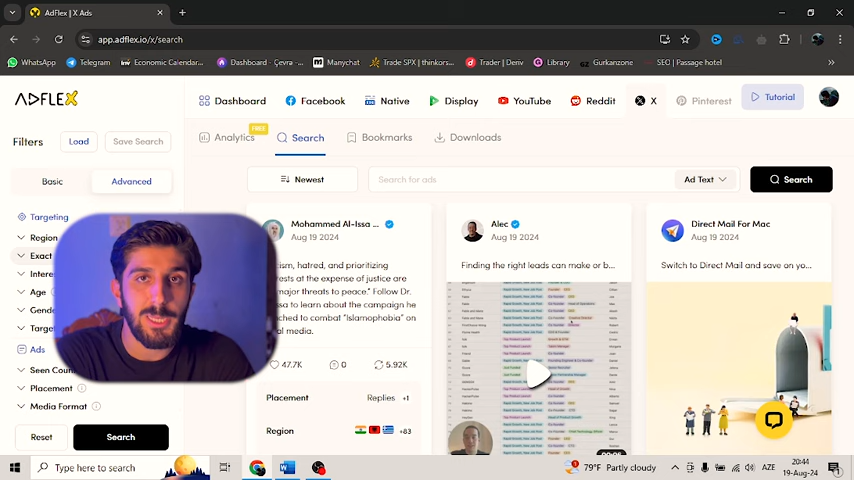 AdFlex | X Ads
app.adflex.io/x/search
WhatsApp
Telegram
Economic Calendar...
Dashboard - Çevra...
Manychat
Trade SPX | thinkors...
Trader | Deriv
Library
Gurkanzone
SEO | Passage hotel
ADFLEX
Dashboard
Facebook
Native
Display
YouTube
Reddit
X
Pinterest
Tutorial
Filters
Load
Save Search
Analytics
FREE
Search
Bookmarks
Downloads
Basic
Advanced
Newest
Search for ads
Ad Text
Search
Targeting
Region
Exact
Interes
Age
Gende
Target
Ads
Seen Coun
Placement
Media Format
Reset
Search
Mohammed Al-Issa ...
Aug 19 2024
cism, hatred, and prioritizing
rests at the expense of justice are
major threats to peace." Follow Dr.
ssa to learn about the campaign he
nched to combat "Islamophobia" on
al media.
47.7K
0
5.92K
Placement
Replies +1
Region
+83
Alec
Aug 19 2024
Finding the right leads can make or b...
Direct Mail For Mac
Aug 19 2024
Switch to Direct Mail and save on yo...
Type here to search
79°F Partly cloudy
AZE
20:44
19-Aug-24